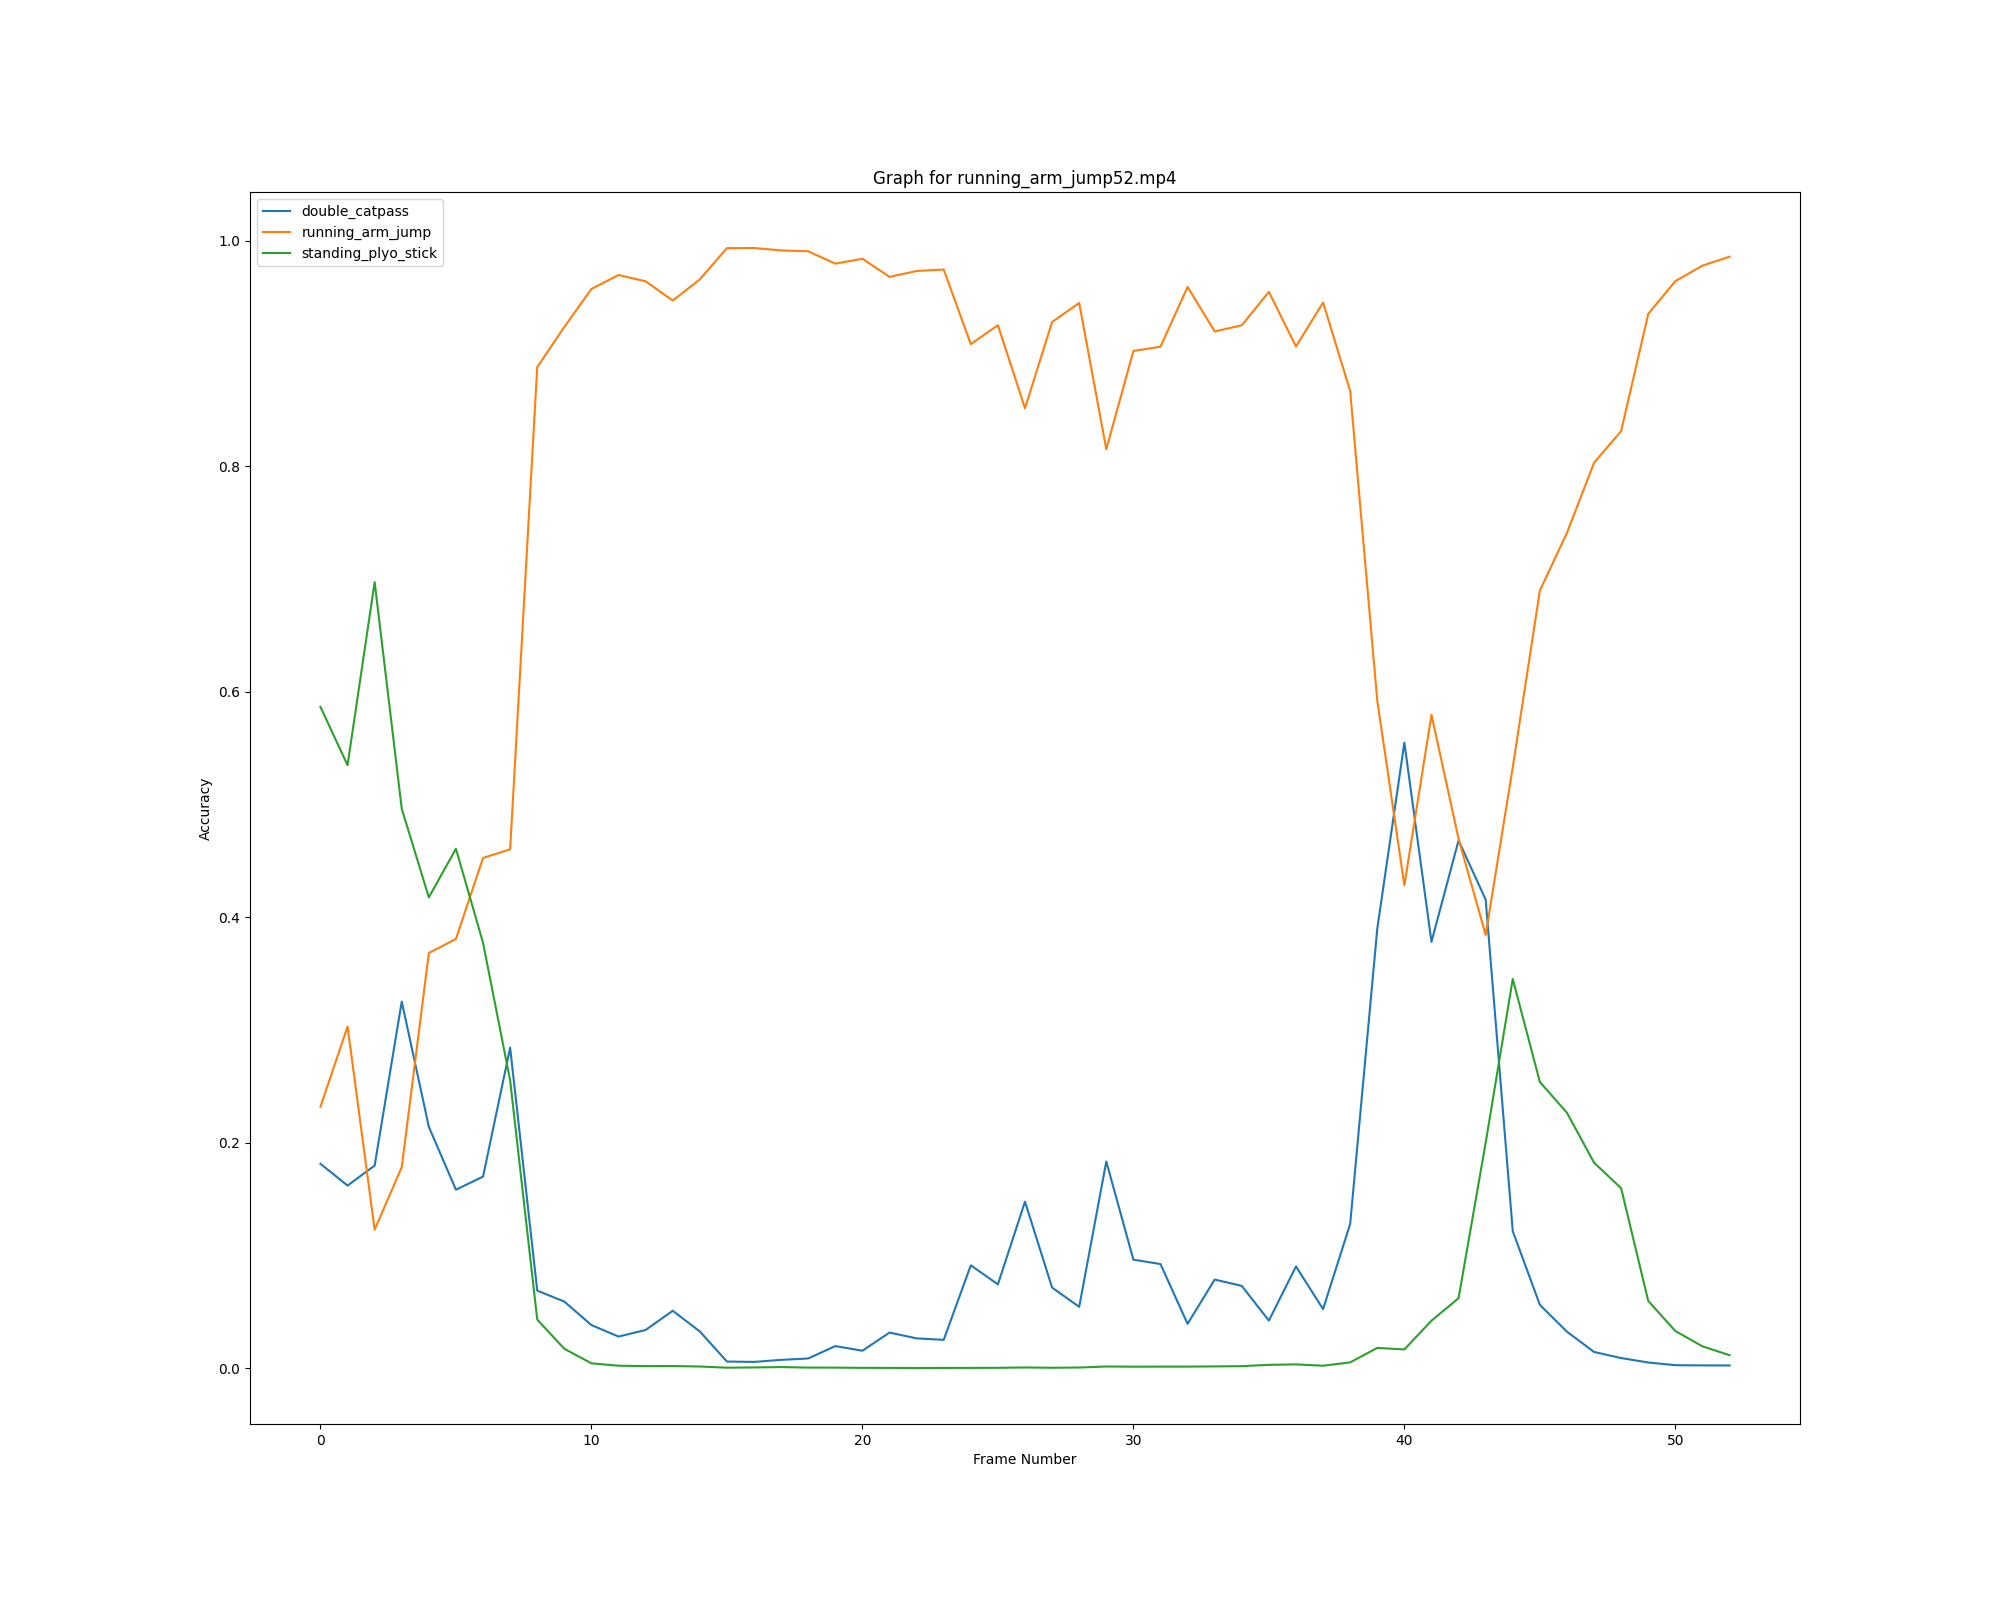 Graph for running_arm_jump52.mp4
double_catpass
running_arm_jump
standing_plyo_stick
1.0
0.8
0.6
0.4
0.2
0.0
Accuracy
0 10 20 30 40 50
Frame Number